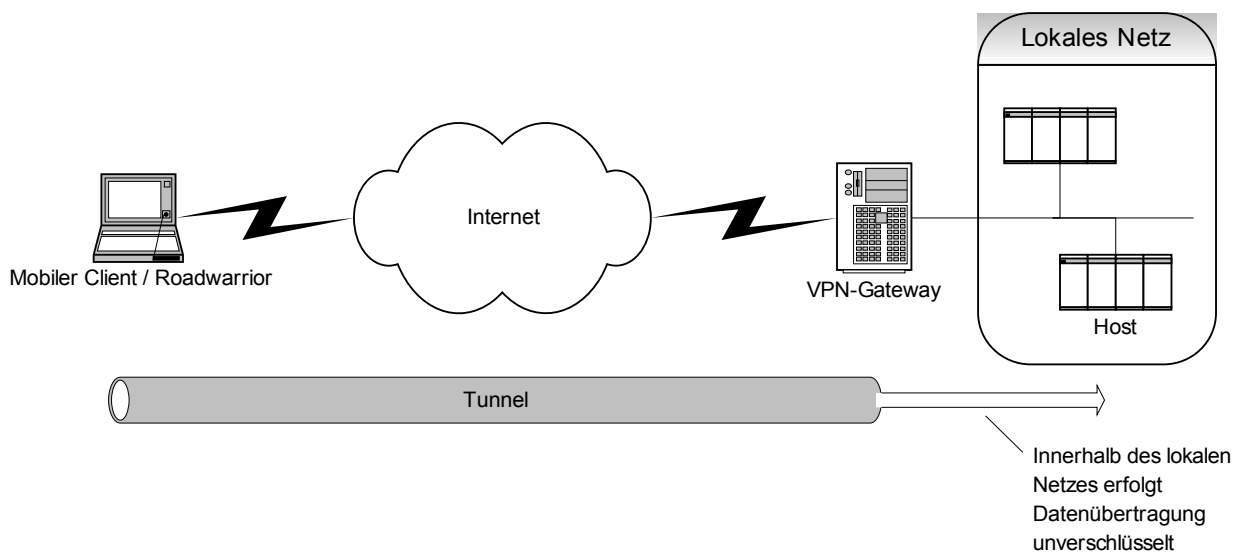 Lokales Netz
Internet
Mobiler Client / Roadwarrior
VPN-Gateway
Host
Tunnel
Innerhalb des lokalen
Netzes erfolgt
Datenübertragung
unverschlüsselt